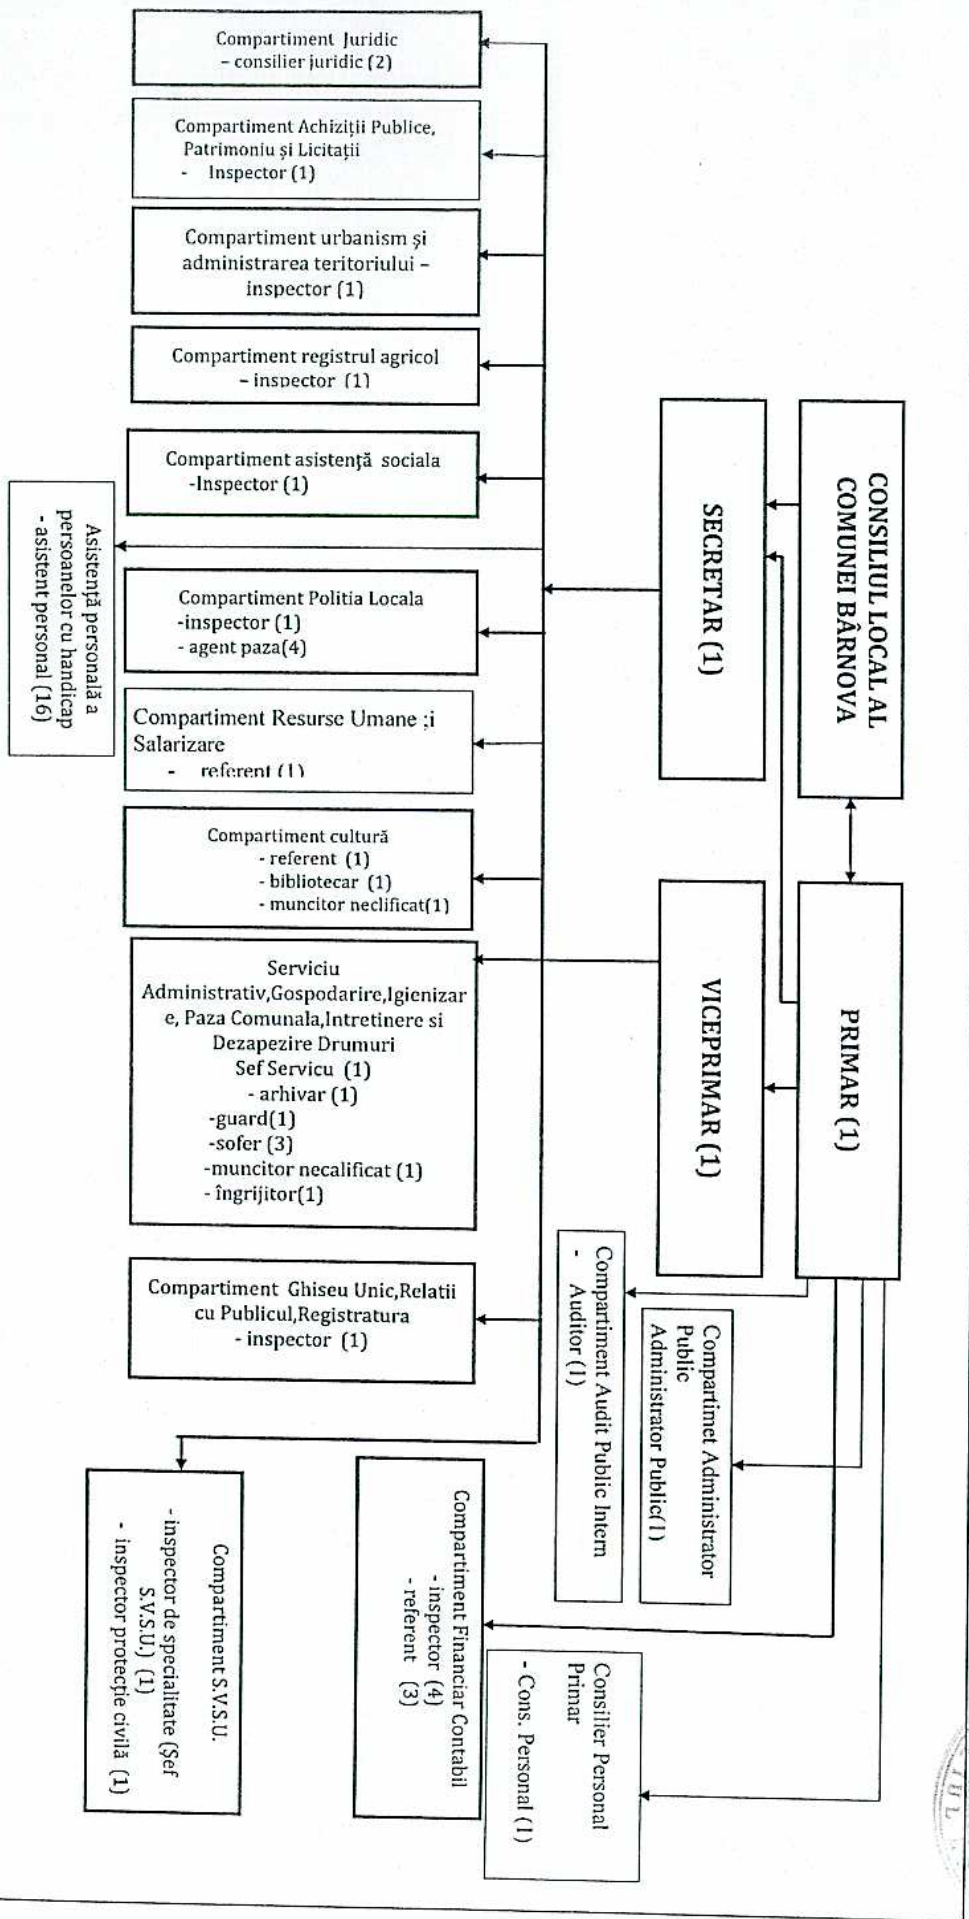 CONSILIUL LOCAL AL
COMUNEI BÂRNOVA
PRIMAR (1)
SECRETAR (1)
VICEPRIMAR (1)
Compartimet Administrator
Public
Administrator Public(1)
Compartiment Audit Public Intern
- Auditor (1)
Consilier Personal
Primar
- Cons. Personal (1)
Compartiment Financiar Contabil
- inspector (4)
- referent (3)
Compartiment Juridic
– consilier juridic (2)
Compartiment Achiziții Publice,
Patrimoniu și Licitații
- Inspector (1)
Compartiment urbanism și
administrarea teritoriului –
inspector (1)
Compartiment registrul agricol
– inspector (1)
Compartiment asistență sociala
-Inspector (1)
Asistență personală a
persoanelor cu handicap
- asistent personal (16)
Compartiment Politia Locala
-inspector (1)
- agent paza(4)
Compartiment Resurse Umane ;i
Salarizare
- referent (1)
Compartiment cultură
- referent (1)
- bibliotecar (1)
- muncitor neclificat(1)
Serviciu
Administrativ,Gospodarire,Igienizar
e, Paza Comunala,Intretinere si
Dezapezire Drumuri
Sef Servicu (1)
- arhivar (1)
-guard(1)
-sofer (3)
-muncitor necalificat (1)
- îngrijitor(1)
Compartiment Ghiseu Unic,Relatii
cu Publicul,Registratura
- inspector (1)
Compartiment S.V.S.U.
- inspector de specialitate (Șef
S.V.S.U.) (1)
- inspector protecție civilă (1)